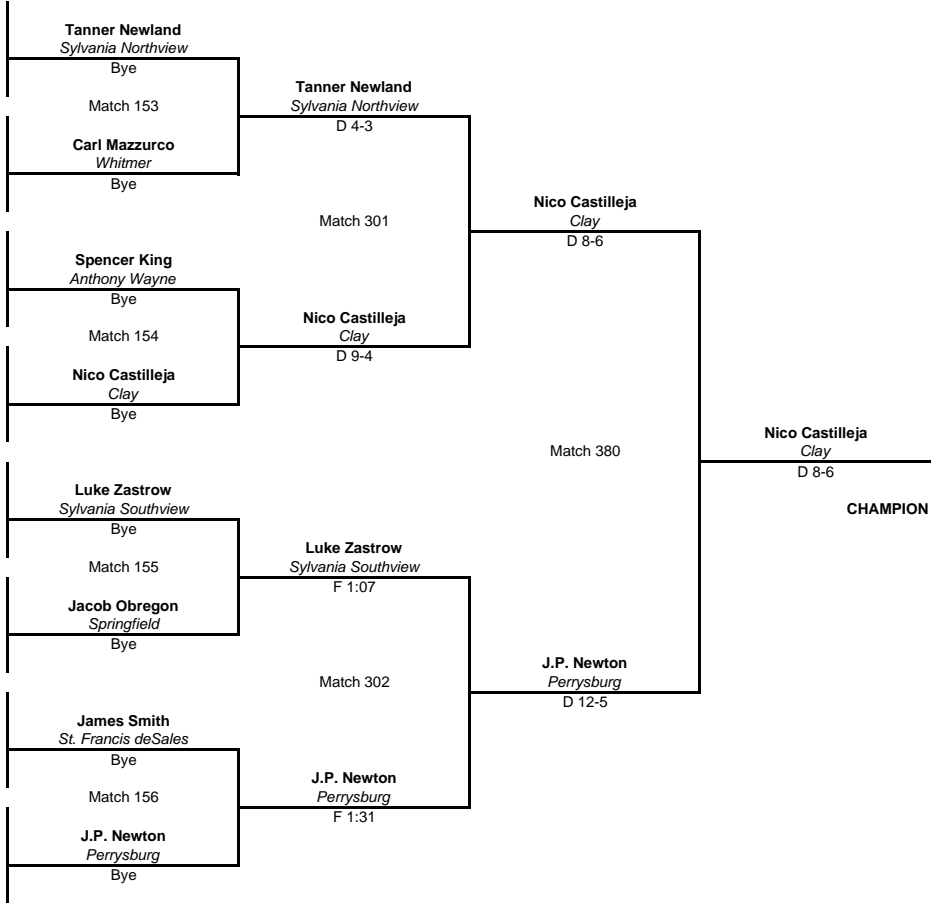 Tanner Newland
Sylvania Northview
Bye
Match 153
Carl Mazzurco
Whitmer
Bye
Spencer King
Anthony Wayne
Bye
Match 154
Nico Castilleja
Clay
Bye
Luke Zastrow
Sylvania Southview
Bye
Match 155
Jacob Obregon
Springfield
Bye
James Smith
St. Francis deSales
Bye
Match 156
J.P. Newton
Perrysburg
Bye
Tanner Newland
Sylvania Northview
D 4-3
Match 301
Nico Castilleja
Clay
D 9-4
Luke Zastrow
Sylvania Southview
F 1:07
Match 302
J.P. Newton
Perrysburg
F 1:31
Nico Castilleja
Clay
D 8-6
Match 380
J.P. Newton
Perrysburg
D 12-5
Nico Castilleja
Clay
D 8-6
CHAMPION